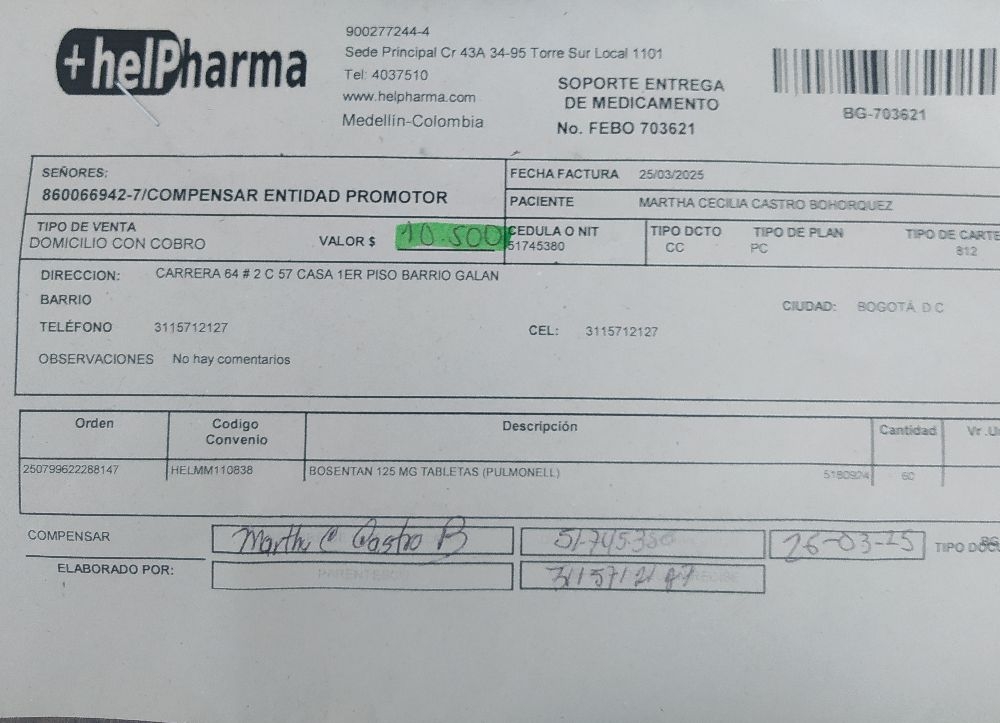 +helPharma
900277244-4
Sede Principal Cr 43A 34-95 Torre Sur Local 1101
Tel: 4037510
www.helpharma.com
Medellín-Colombia
SOPORTE ENTREGA
DE MEDICAMENTO
No. FEBO 703621
BG-703621
SEÑORES:
860066942-7/COMPENSAR ENTIDAD PROMOTOR
FECHA FACTURA 25/03/2025
PACIENTE MARTHA CECILIA CASTRO BOHORQUEZ
TIPO DE VENTA
DOMICILIO CON COBRO
VALOR $ 10.500
CEDULA O NIT
51745380
TIPO DCTO
CC
TIPO DE PLAN
PC
TIPO DE CARTE
812
DIRECCION: CARRERA 64 # 2 C 57 CASA 1ER PISO BARRIO GALAN
BARRIO
CIUDAD: BOGOTÁ, D C
TELÉFONO 3115712127
CEL: 3115712127
OBSERVACIONES No hay comentarios
Orden Codigo Convenio Descripción Cantidad Vr.U
250799622288147 HELMM110838 BOSENTAN 125 MG TABLETAS (PULMONELL) 5180924 60
COMPENSAR Martha C Castro B 51745380 26-03-25 TIPO
ELABORADO POR: